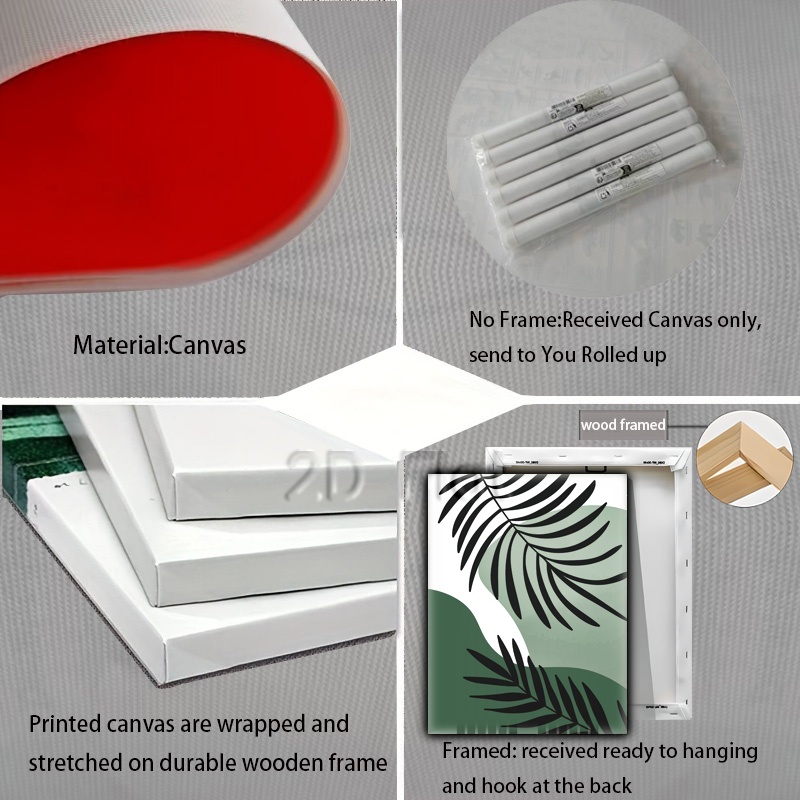 Material:Canvas
No Frame:Received Canvas only,
send to You Rolled up
2D
wood framed
Printed canvas are wrapped and
stretched on durable wooden frame
Framed: received ready to hanging
and hook at the back